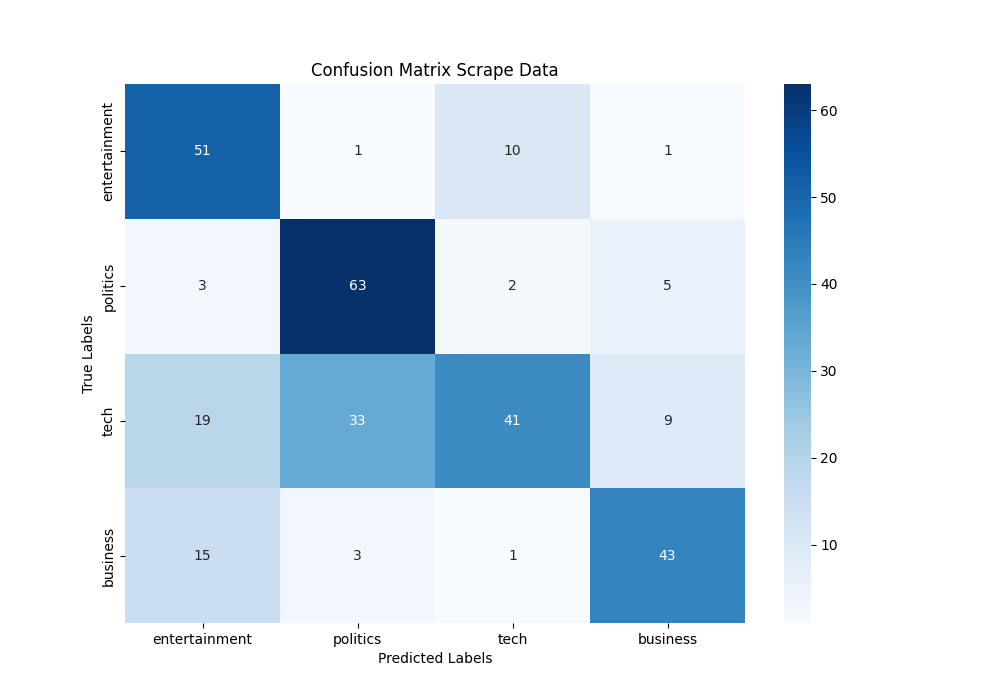 Confusion Matrix Scrape Data
True Labels
entertainment 51 1 10 1
politics 3 63 2 5
tech 19 33 41 9
business 15 3 1 43
entertainment politics tech business
Predicted Labels
60
50
40
30
20
10